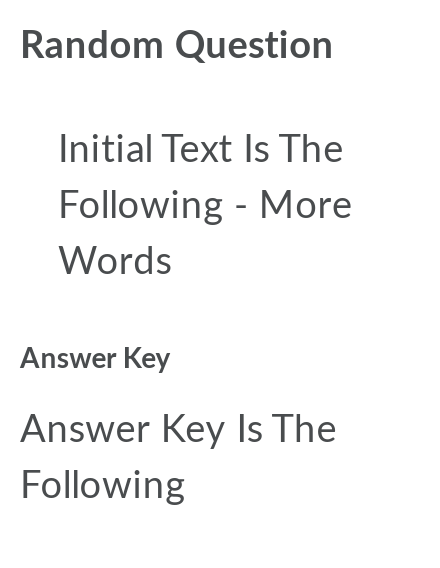 Random Question
Initial Text Is The
Following - More
Words
Answer Key
Answer Key Is The
Following